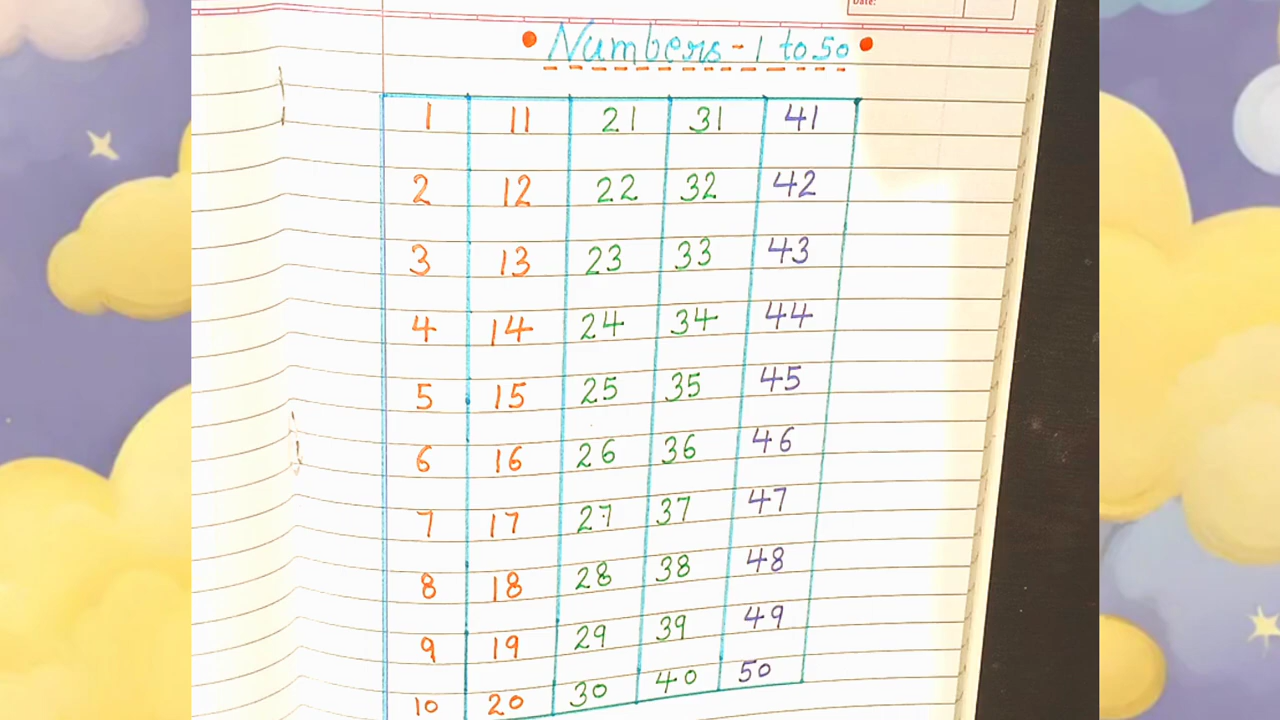 Date:
Numbers - 1 to 50
1 11 21 31 41
2 12 22 32 42
3 13 23 33 43
4 14 24 34 44
5 15 25 35 45
6 16 26 36 46
7 17 27 37 47
8 18 28 38 48
9 19 29 39 49
10 20 30 40 50